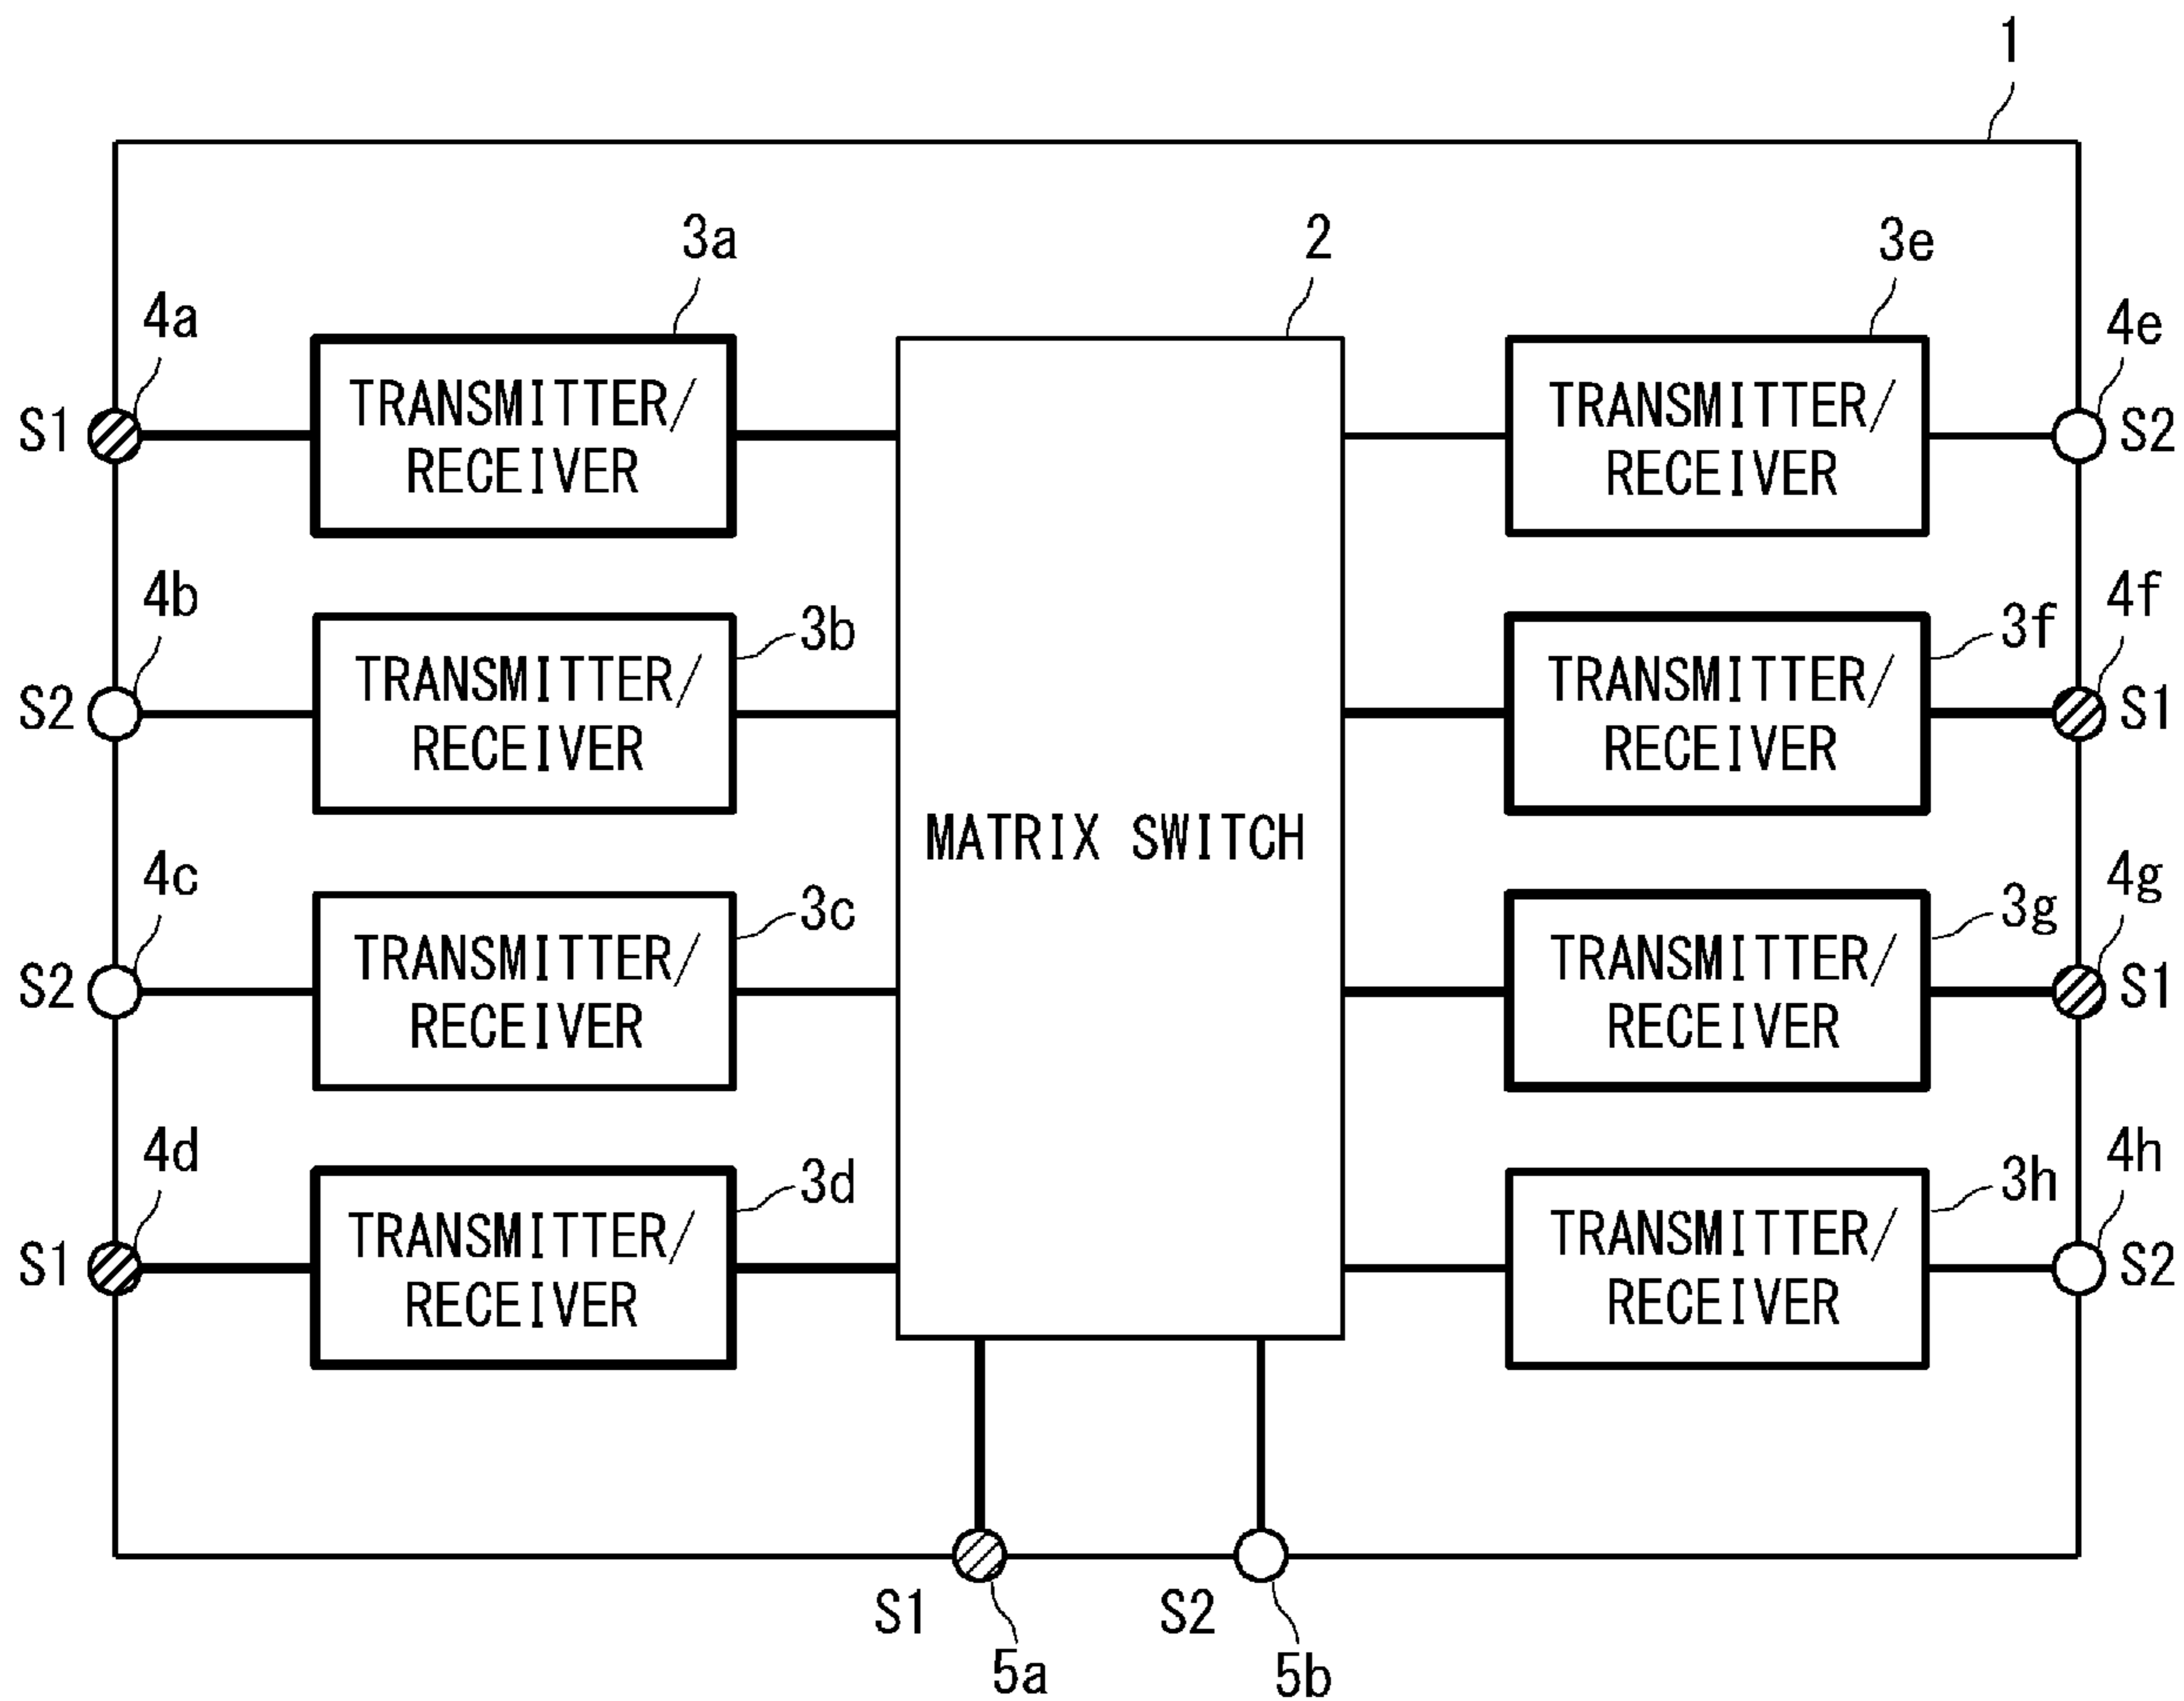 1
3a
2
3e
4a
4e
S1
TRANSMITTER/
RECEIVER
TRANSMITTER/
RECEIVER
S2
4b
3b
3f
4f
S2
TRANSMITTER/
RECEIVER
TRANSMITTER/
RECEIVER
S1
MATRIX SWITCH
4c
3c
3g
4g
S2
TRANSMITTER/
RECEIVER
TRANSMITTER/
RECEIVER
S1
4d
3d
3h
4h
S1
TRANSMITTER/
RECEIVER
TRANSMITTER/
RECEIVER
S2
S1
S2
5a
5b